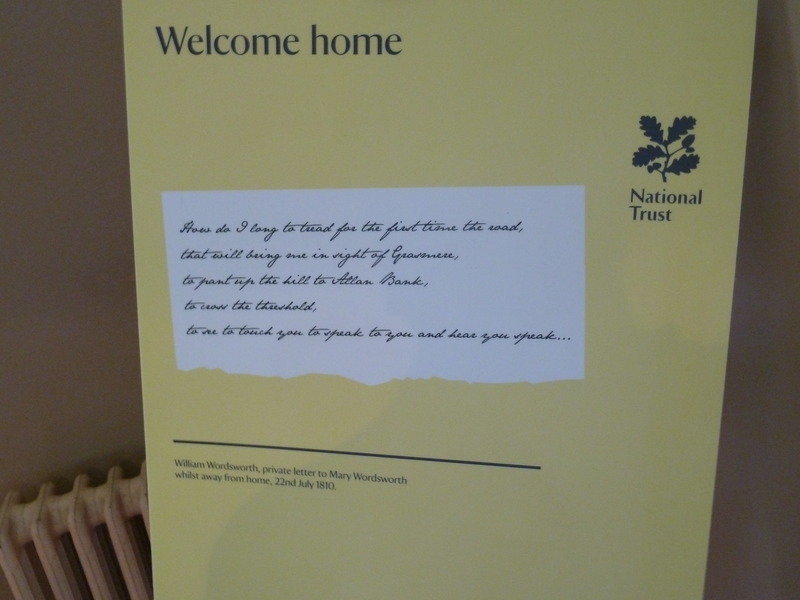 Welcome home
National
Trust
How do I long to tread for the first time the road,
that will bring me in sight of Grasmere,
to pant up the hill to Allan Bank,
to cross the threshold,
to see to touch you to speak to you and hear you speak...
William Wordsworth, private letter to Mary Wordsworth
whilst away from home, 22nd July 1810.